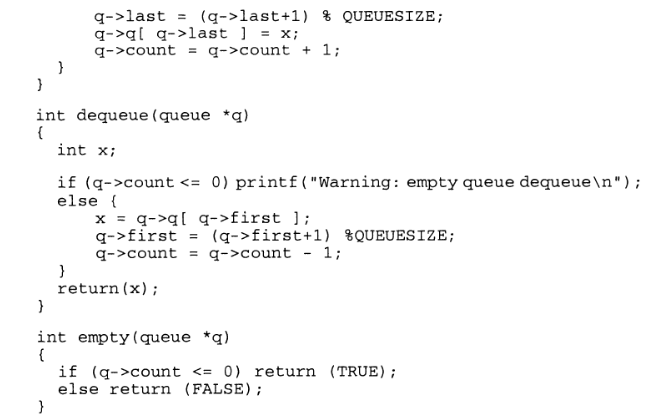 q->last = (q->last+1) % QUEUESIZE;
q->q[ q->last ] = x;
q->count = q->count + 1;
}
}
int dequeue(queue *q)
{
int x;
if (q->count <= 0) printf("Warning: empty queue dequeue\n");
else {
x = q->q[ q->first ];
q->first = (q->first+1) %QUEUESIZE;
q->count = q->count - 1;
}
return(x);
}
int empty(queue *q)
{
if (q->count <= 0) return (TRUE);
else return (FALSE);
}